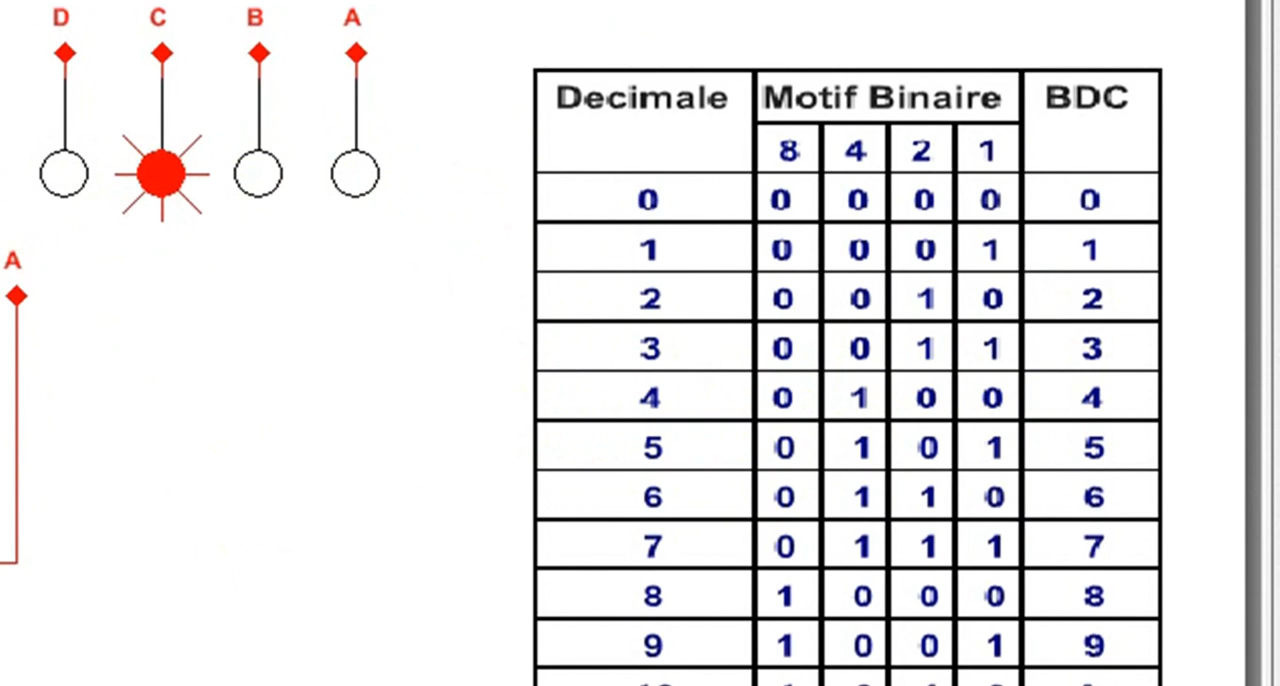 D C B A
A
Decimale Motif Binaire BDC
8 4 2 1
0 0 0 0 0 0
1 0 0 0 1 1
2 0 0 1 0 2
3 0 0 1 1 3
4 0 1 0 0 4
5 0 1 0 1 5
6 0 1 1 0 6
7 0 1 1 1 7
8 1 0 0 0 8
9 1 0 0 1 9